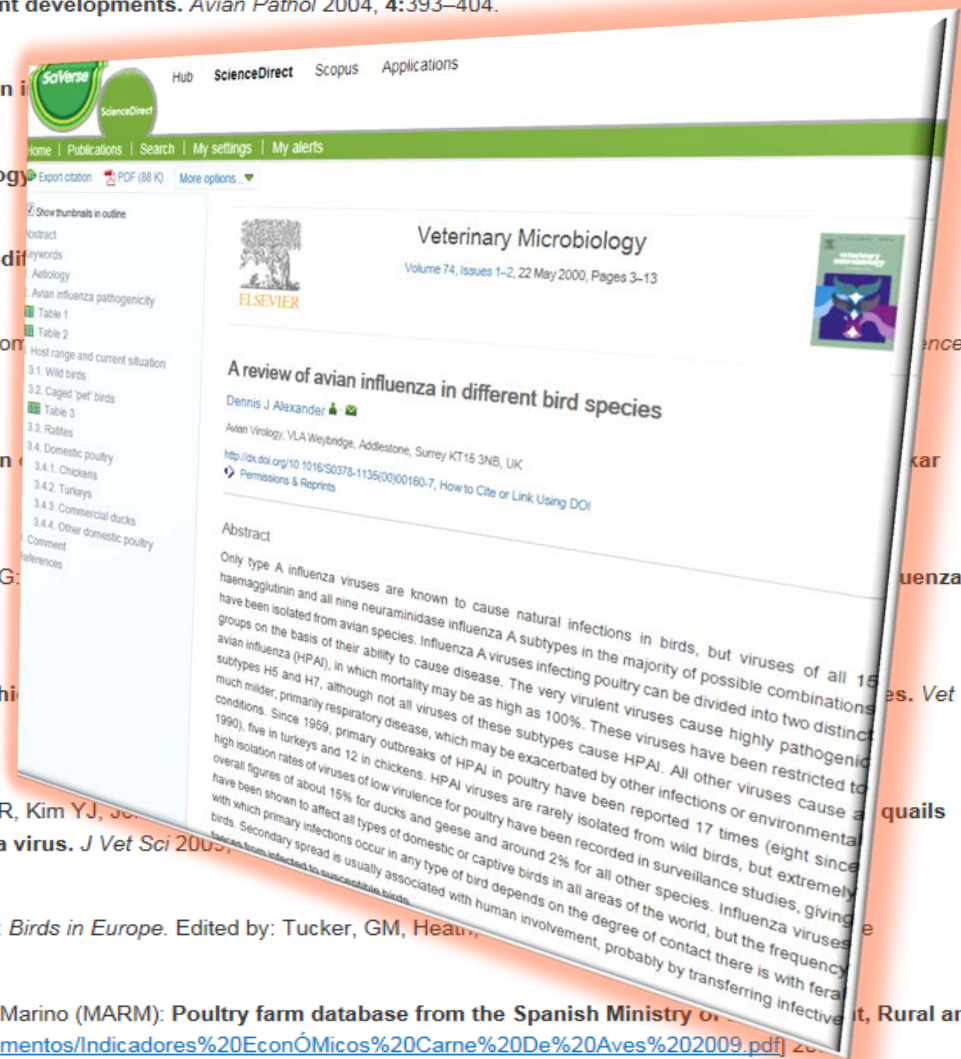 nt developments. Avian Pathol 2004, 4:393–404.
SciVerse
ScienceDirect
Hub ScienceDirect Scopus Applications
Home | Publications | Search | My settings | My alerts
Export citation PDF (88 K) More options...
Show thumbnails in outline
Abstract
Keywords
Aetiology
Avian influenza pathogenicity
Table 1
Table 2
Host range and current situation
3.1. Wild birds
3.2. Caged 'pet' birds
Table 3
3.3. Ratites
3.4. Domestic poultry
3.4.1. Chickens
3.4.2. Turkeys
3.4.3. Commercial ducks
3.4.4. Other domestic poultry
Comment
References
ELSEVIER
Veterinary Microbiology
Volume 74, Issues 1–2, 22 May 2000, Pages 3–13
veterinary microbiology
A review of avian influenza in different bird species
Dennis J Alexander
Avian Virology, VLA Weybridge, Addlestone, Surrey KT15 3NB, UK
http://dx.doi.org/10.1016/S0378-1135(00)00160-7, How to Cite or Link Using DOI
Permissions & Reprints
Abstract
Only type A influenza viruses are known to cause natural infections in birds, but viruses of all 15
haemagglutinin and all nine neuraminidase influenza A subtypes in the majority of possible combinations
have been isolated from avian species. Influenza A viruses infecting poultry can be divided into two distinct
groups on the basis of their ability to cause disease. The very virulent viruses cause highly pathogenic
avian influenza (HPAI), in which mortality may be as high as 100%. These viruses have been restricted to
subtypes H5 and H7, although not all viruses of these subtypes cause HPAI. All other viruses cause a
much milder, primarily respiratory disease, which may be exacerbated by other infections or environmental
conditions. Since 1959, primary outbreaks of HPAI in poultry have been reported 17 times (eight since
1990), five in turkeys and 12 in chickens. HPAI viruses are rarely isolated from wild birds, but extremely
high isolation rates of viruses of low virulence for poultry have been recorded in surveillance studies, giving
overall figures of about 15% for ducks and geese and around 2% for all other species. Influenza viruses
have been shown to affect all types of domestic or captive birds in all areas of the world, but the frequency
with which primary infections occur in any type of bird depends on the degree of contact there is with feral
birds. Secondary spread is usually associated with human involvement, probably by transferring infective
faeces from infected to susceptible birds.
n i
ogy
dif
om
ence
n
kar
G:
uenza
hi
es. Vet
R, Kim YJ,
quails
a virus. J Vet Sci 2009,
: Birds in Europe. Edited by: Tucker, GM, Heath,
e
Marino (MARM): Poultry farm database from the Spanish Ministry of
t, Rural an
mentos/Indicadores%20EconÓMicos%20Carne%20De%20Aves%202009.pdf] 20